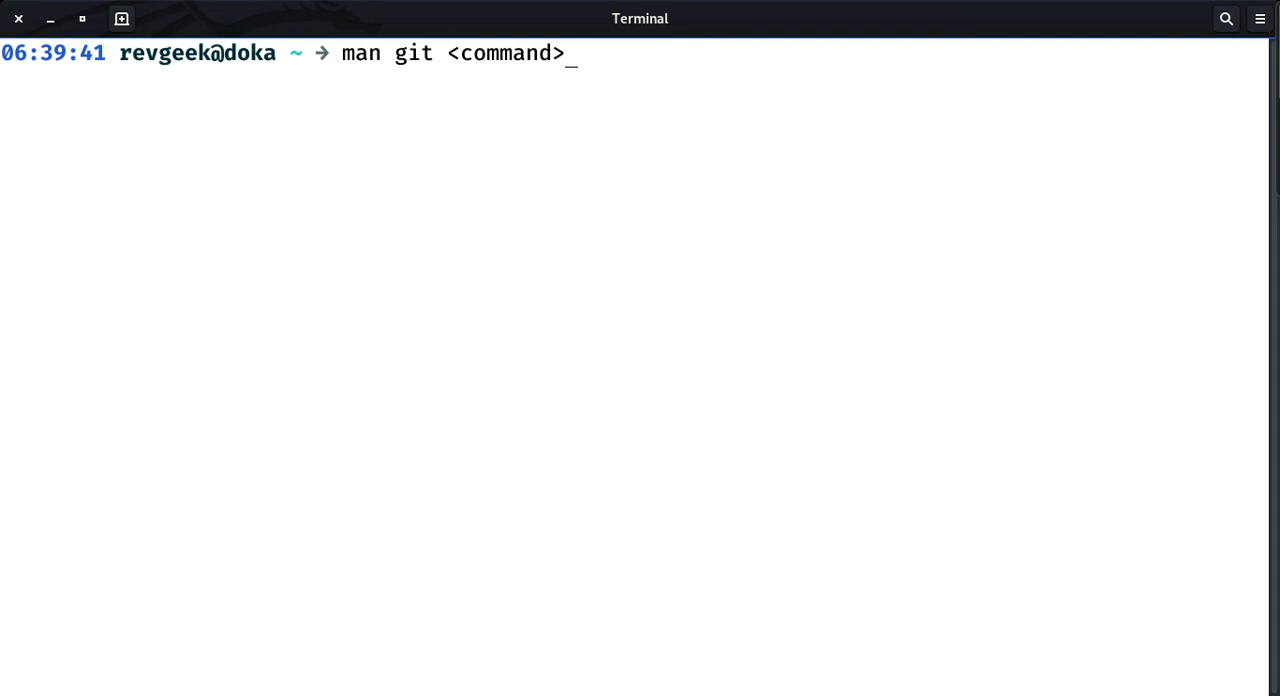 Terminal
06:39:41 revgeek@doka ~ → man git <command>_